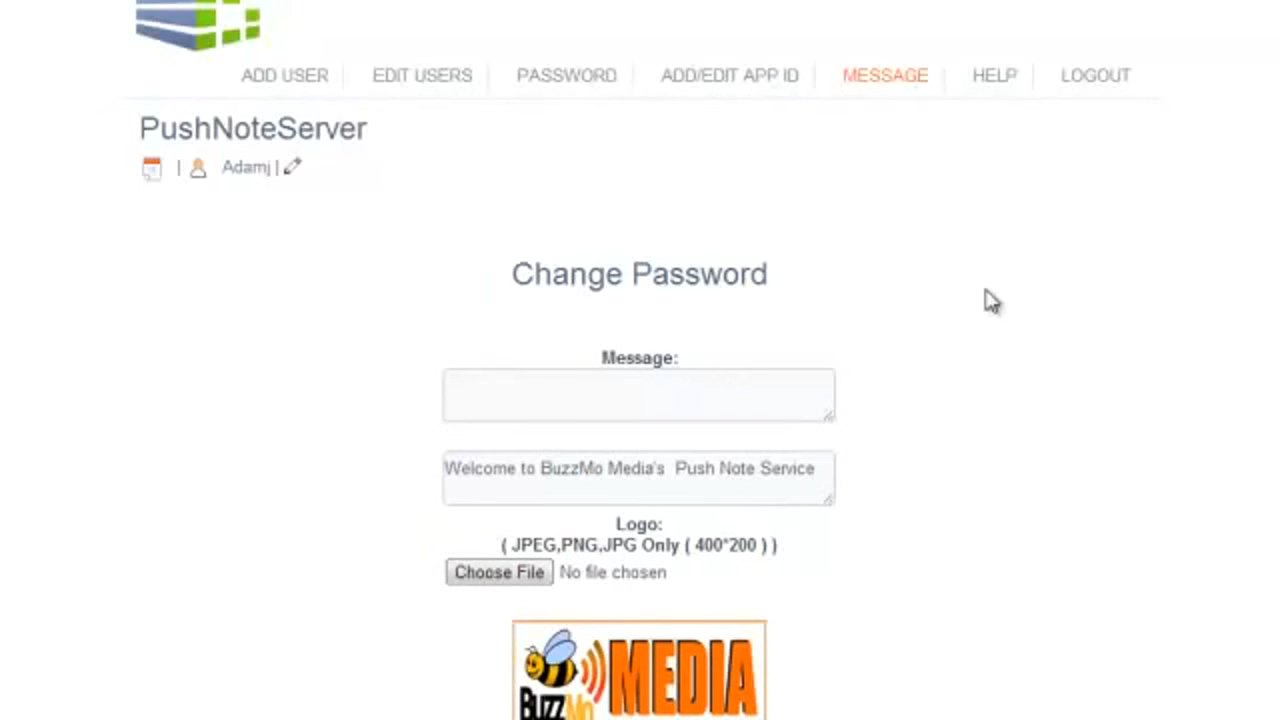 ADD USER EDIT USERS PASSWORD ADD/EDIT APP ID MESSAGE HELP LOGOUT
PushNoteServer
| Adamj |
Change Password
Message:
Welcome to BuzzMo Media's Push Note Service
Logo:
( JPEG,PNG,JPG Only ( 400*200 ) )
Choose File No file chosen
MEDIA
BuzzMo